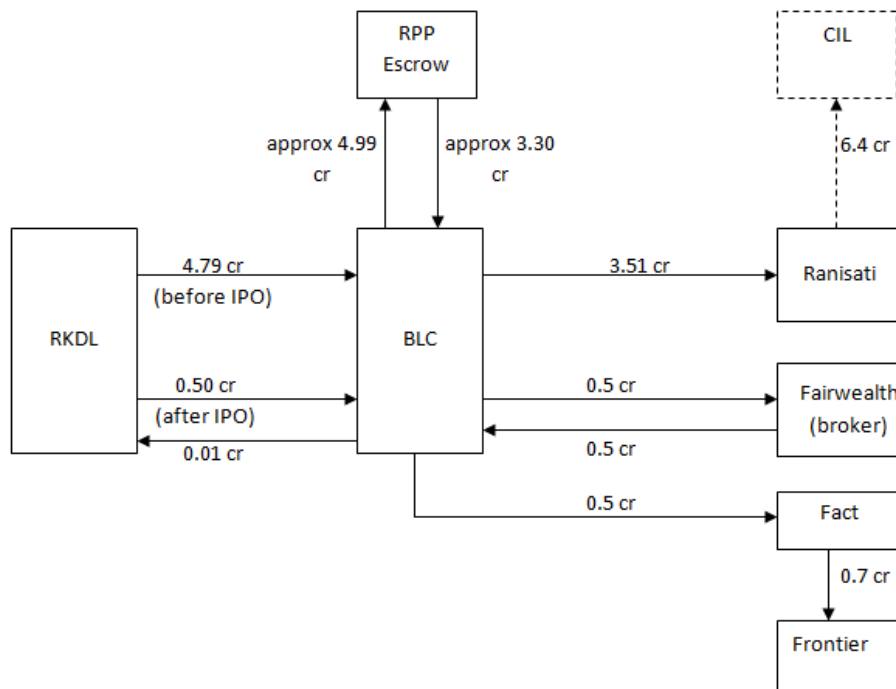 RPP
Escrow
CIL
approx 4.99
cr
approx 3.30
cr
6.4 cr
RKDL
4.79 cr
(before IPO)
BLC
3.51 cr
Ranisati
0.50 cr
(after IPO)
0.01 cr
0.5 cr
0.5 cr
Fairwealth
(broker)
0.5 cr
Fact
0.7 cr
Frontier